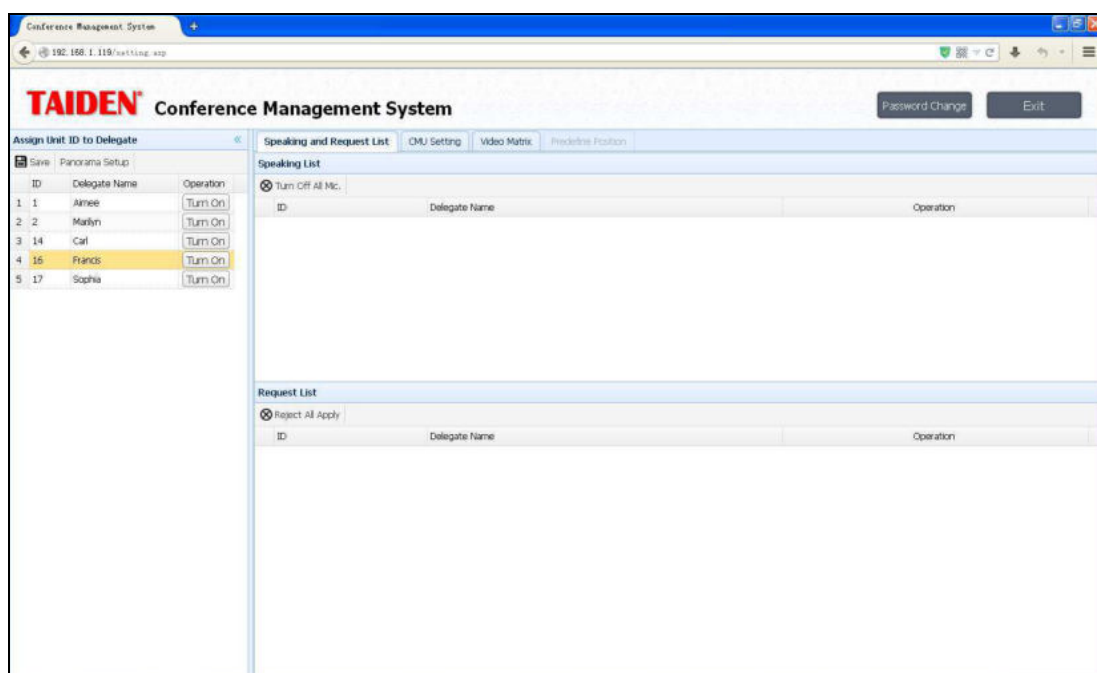 Conference Management System
192.168.1.119/setting.asp
TAIDEN® Conference Management System
Password Change Exit
Assign Unit ID to Delegate
Save Panorama Setup
ID Delegate Name Operation
1 1 Aimee Turn On
2 2 Marilyn Turn On
3 14 Carl Turn On
4 16 Francis Turn On
5 17 Sophia Turn On
Speaking and Request List CMU Setting Video Matrix Predefine Position
Speaking List
Turn Off All Mic.
ID Delegate Name Operation
Request List
Reject All Apply
ID Delegate Name Operation